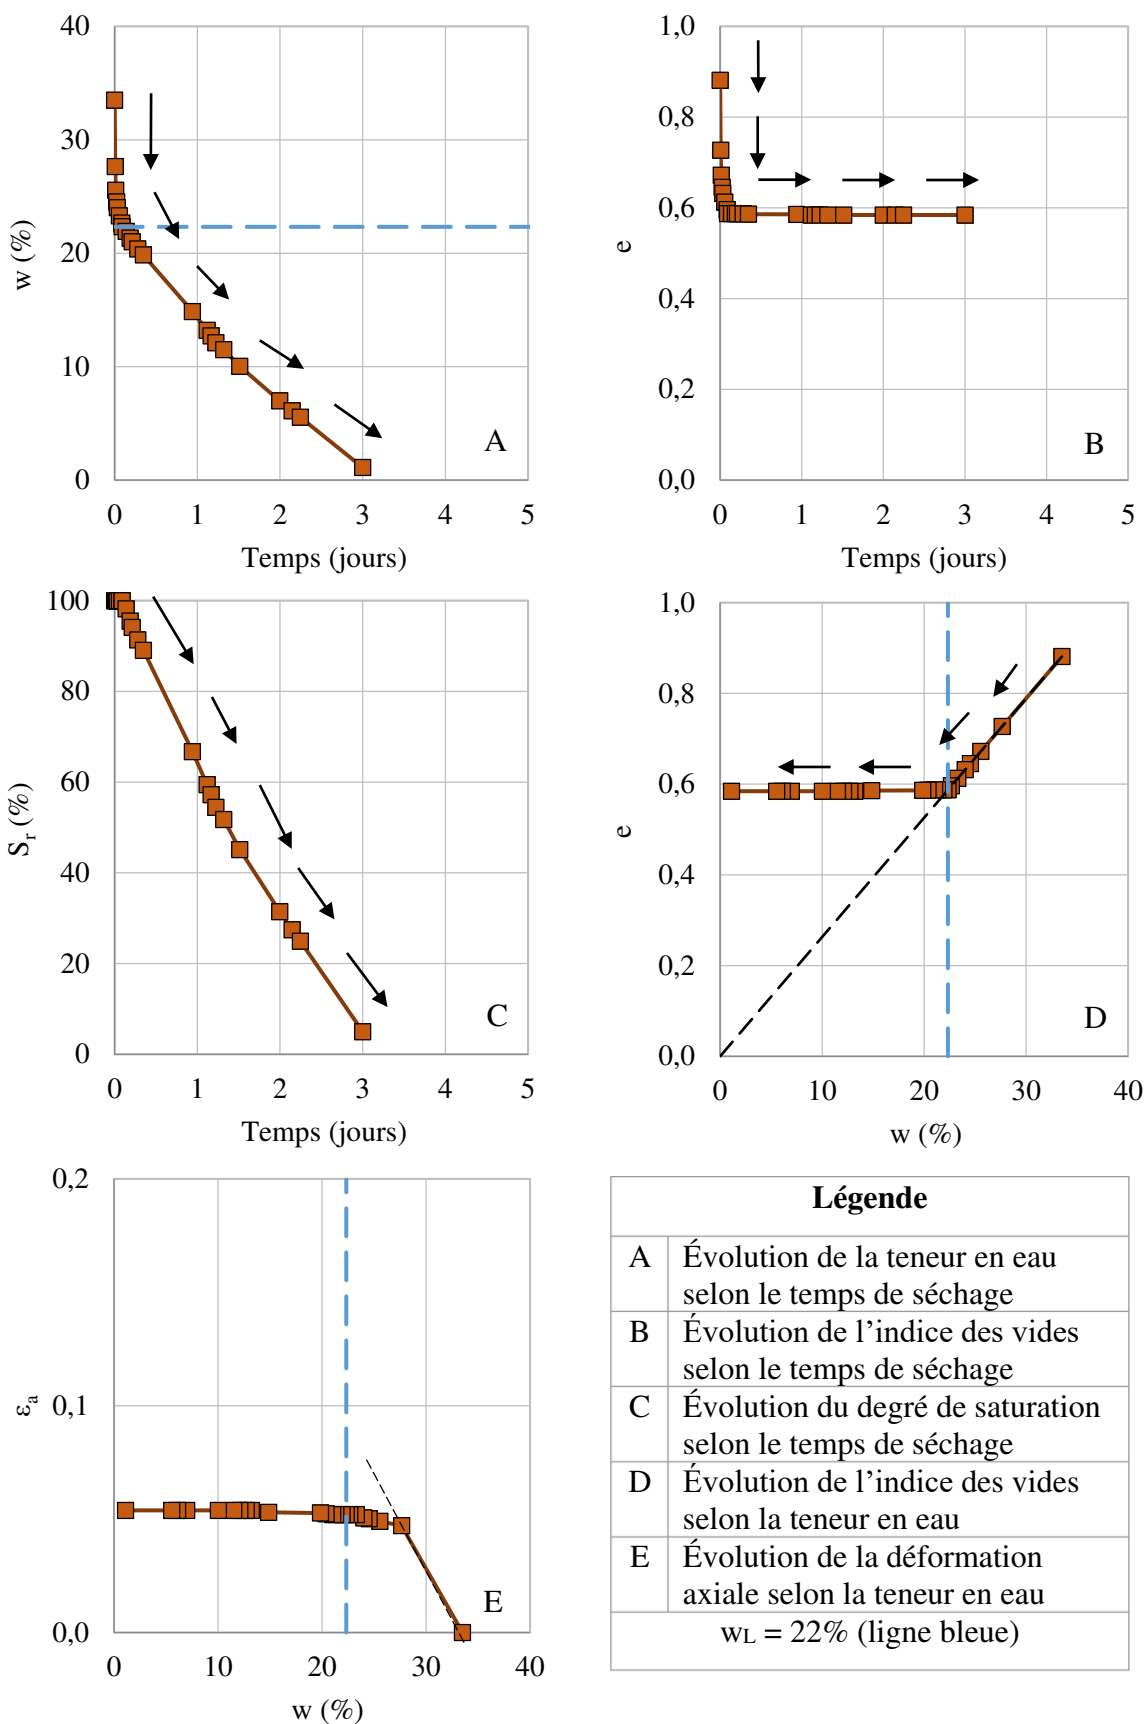 40
30
20
10
0
w (%)
0 1 2 3 4 5
Temps (jours)
A
1,0
0,8
0,6
0,4
0,2
0,0
e
0 1 2 3 4 5
Temps (jours)
B
100
80
60
40
20
0
Sr (%)
0 1 2 3 4 5
Temps (jours)
C
1,0
0,8
0,6
0,4
0,2
0,0
e
0 10 20 30 40
w (%)
D
0,2
0,1
0,0
εa
0 10 20 30 40
w (%)
E
Légende
A Évolution de la teneur en eau
selon le temps de séchage
B Évolution de l’indice des vides
selon le temps de séchage
C Évolution du degré de saturation
selon le temps de séchage
D Évolution de l’indice des vides
selon la teneur en eau
E Évolution de la déformation
axiale selon la teneur en eau
wL = 22% (ligne bleue)